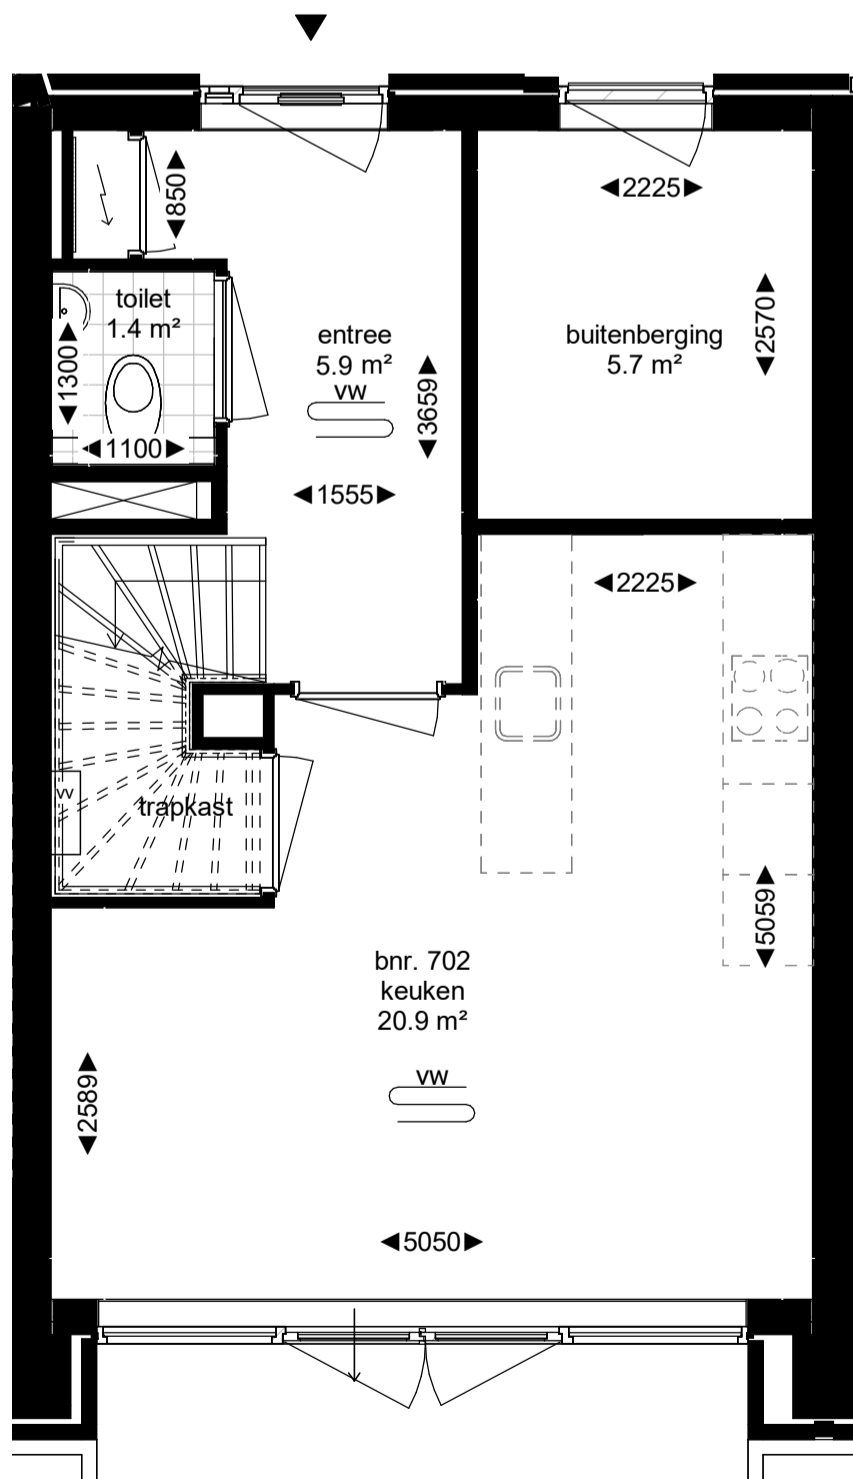 2225
850
toilet
1.4 m²
1300
1100
entree
5.9 m²
vw
3659
1555
buitenberging
5.7 m²
2570
2225
vv
trapkast
5059
bnr. 702
keuken
20.9 m²
vw
2589
5050